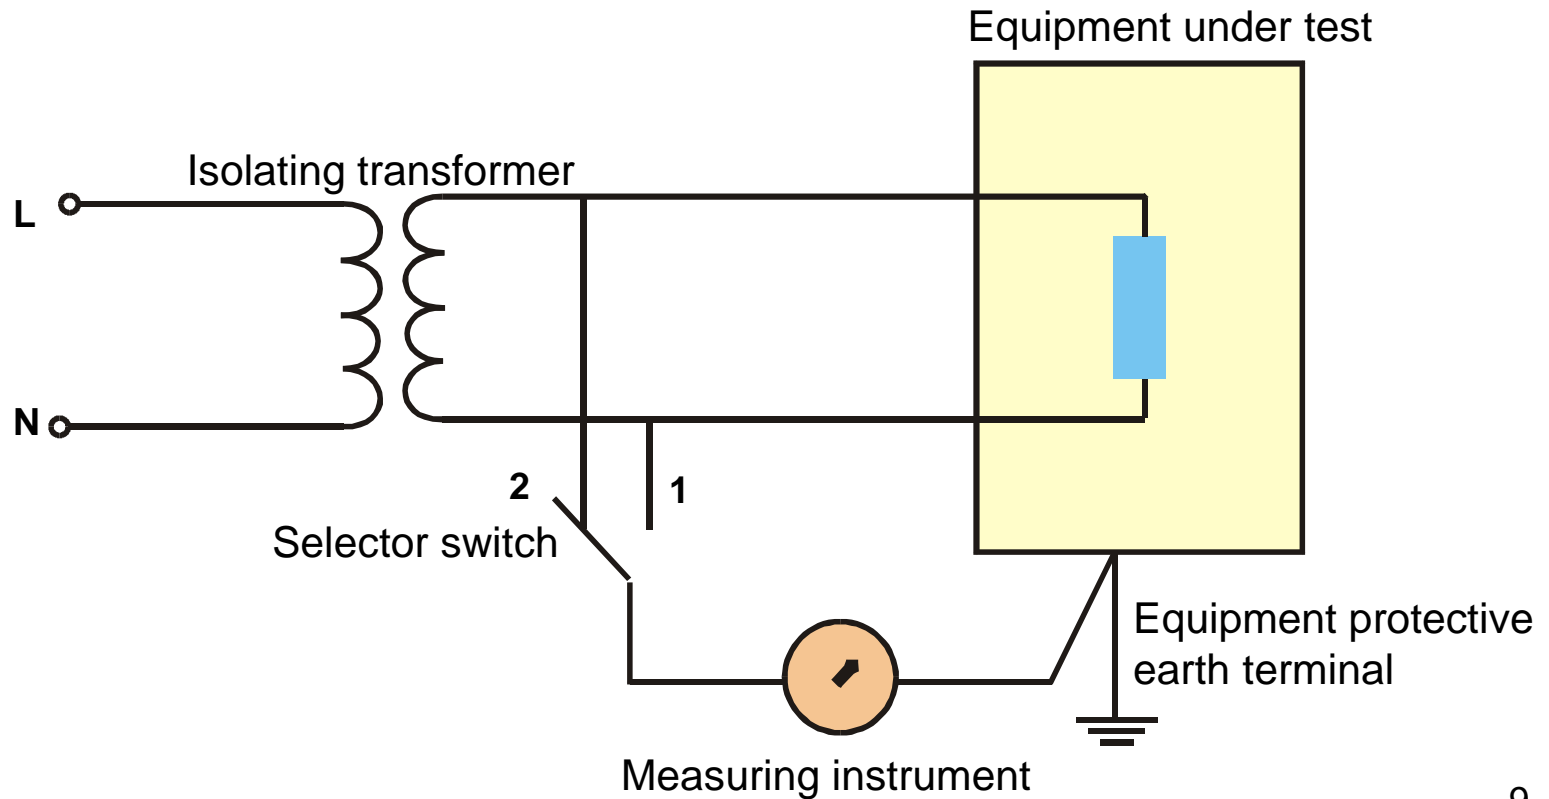 Equipment under test
Isolating transformer
L
N
2
1
Selector switch
Equipment protective
earth terminal
Measuring instrument